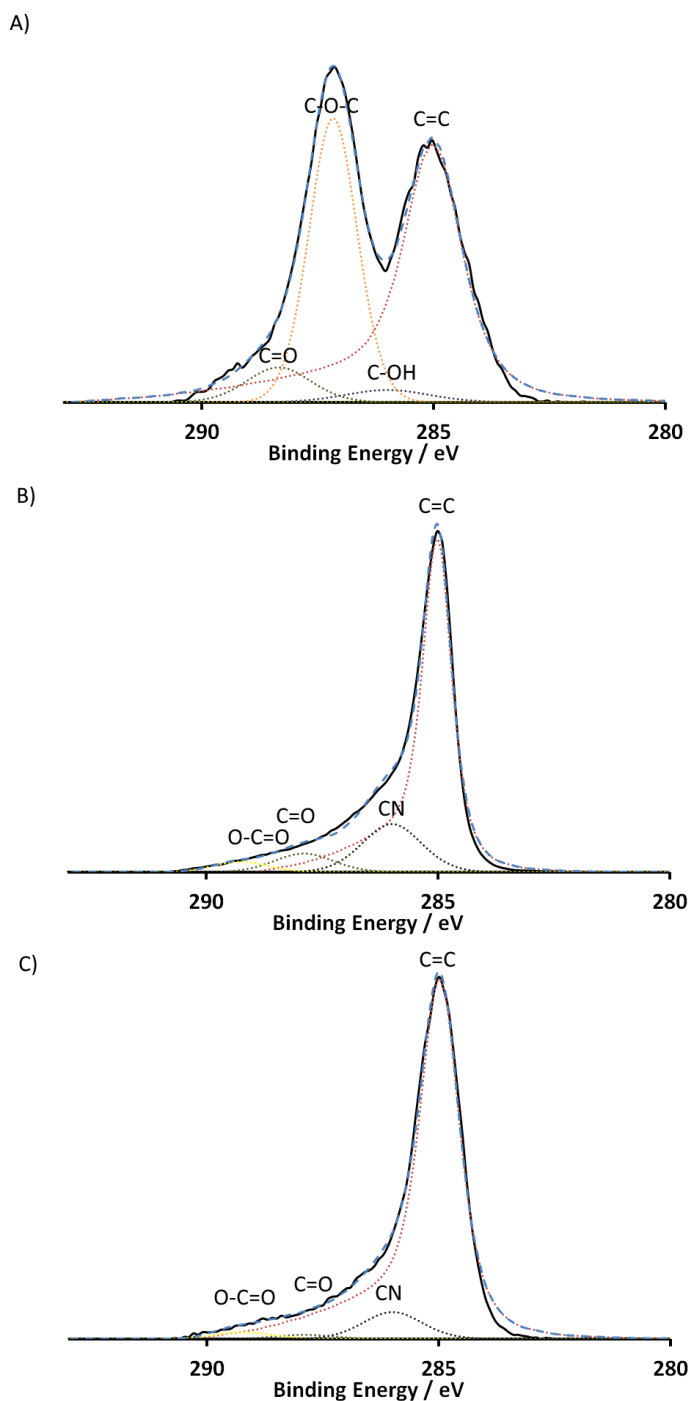 A)
C-O-C
C=C
C=O
C-OH
290 285 280
Binding Energy / eV
B)
C=C
CN
C=O
O-C=O
290 285 280
Binding Energy / eV
C)
C=C
C=O
O-C=O
CN
290 285 280
Binding Energy / eV